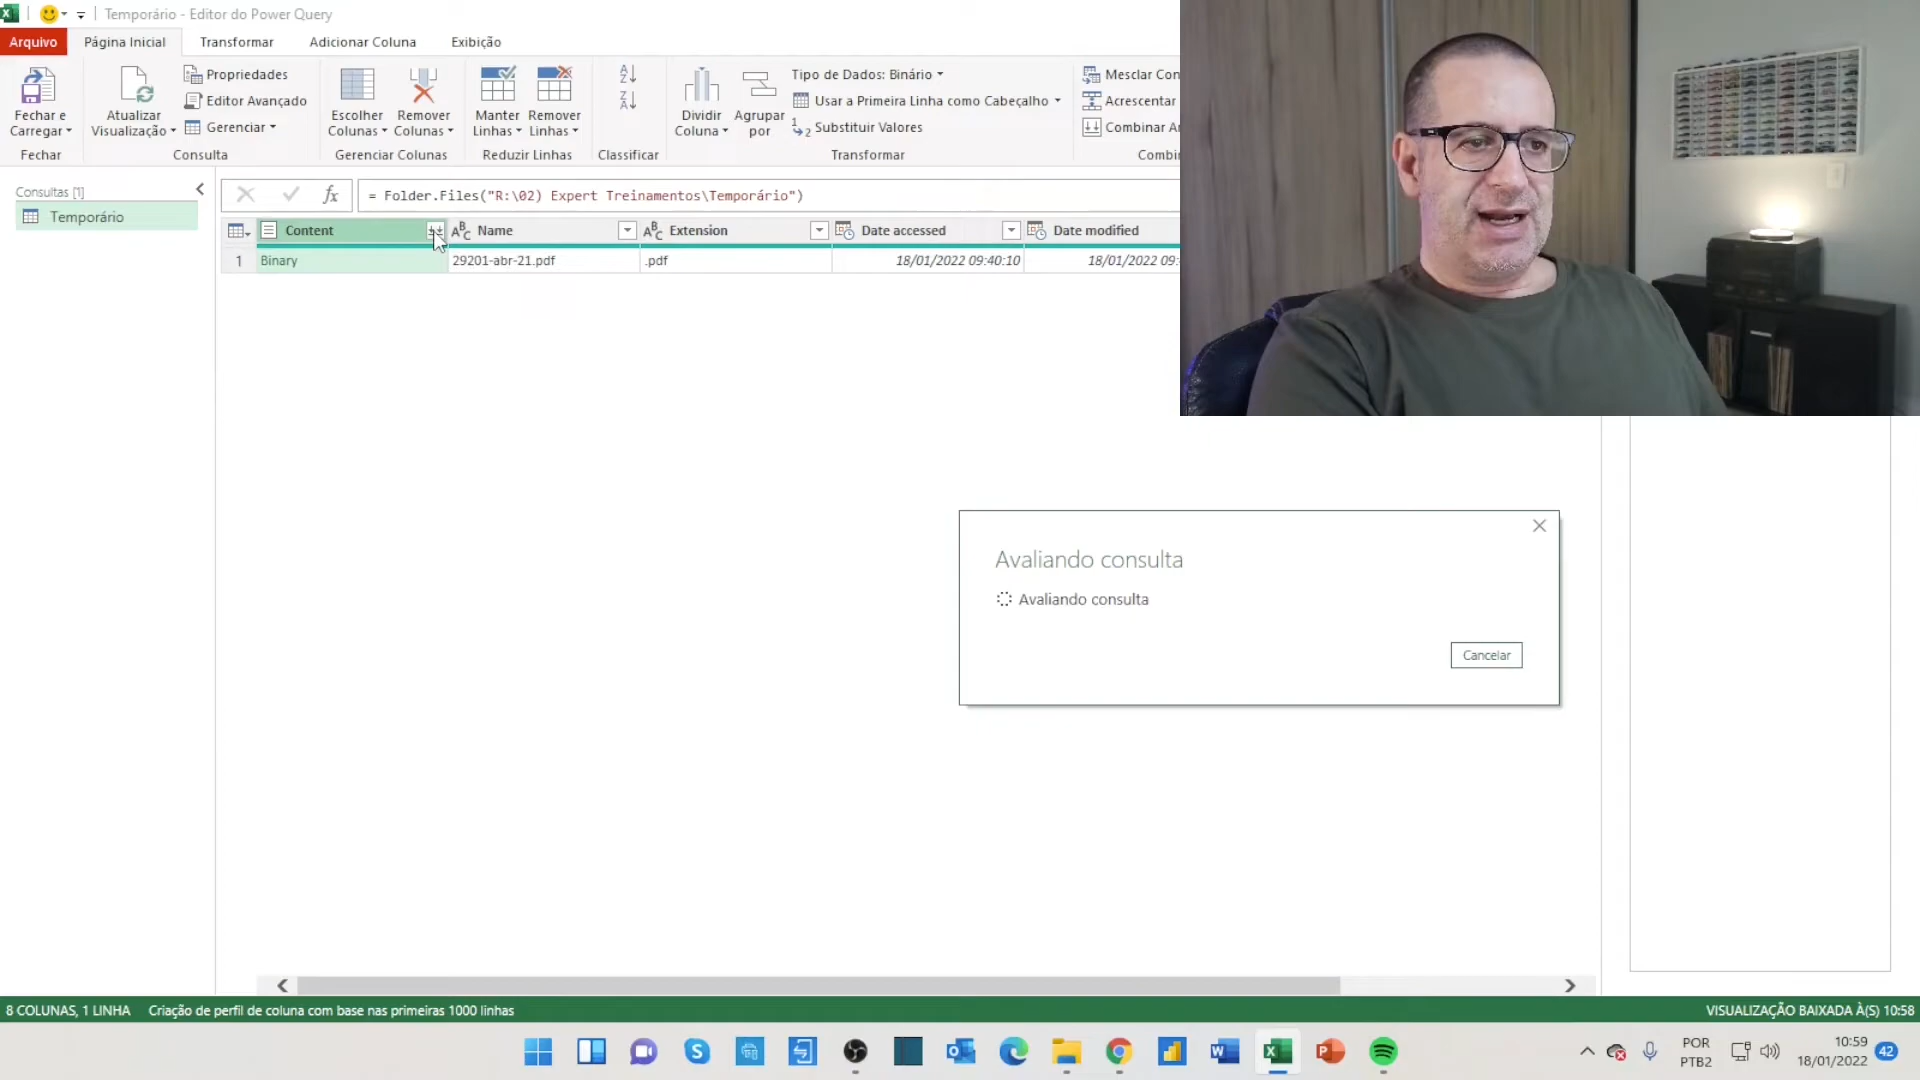 Temporário - Editor do Power Query
Arquivo
Página Inicial
Transformar
Adicionar Coluna
Exibição
Fechar e
Carregar
Fechar
Atualizar
Visualização
Propriedades
Editor Avançado
Gerenciar
Consulta
Escolher
Colunas
Remover
Colunas
Gerenciar Colunas
Manter
Linhas
Remover
Linhas
Reduzir Linhas
Classificar
Dividir
Coluna
Agrupar
por
Tipo de Dados: Binário
Usar a Primeira Linha como Cabeçalho
Substituir Valores
Transformar
Mesclar Con
Acrescentar
Combinar Ar
Combin
Consultas [1]
Temporário
fx
= Folder.Files("R:\02) Expert Treinamentos\Temporário")
Content
Name
Extension
Date accessed
Date modified
1 Binary 29201-abr-21.pdf .pdf 18/01/2022 09:40:10 18/01/2022 09:
Avaliando consulta
Avaliando consulta
Cancelar
8 COLUNAS, 1 LINHA
Criação de perfil de coluna com base nas primeiras 1000 linhas
VISUALIZAÇÃO BAIXADA À(S) 10:58
POR
PTB2
10:59
18/01/2022
42